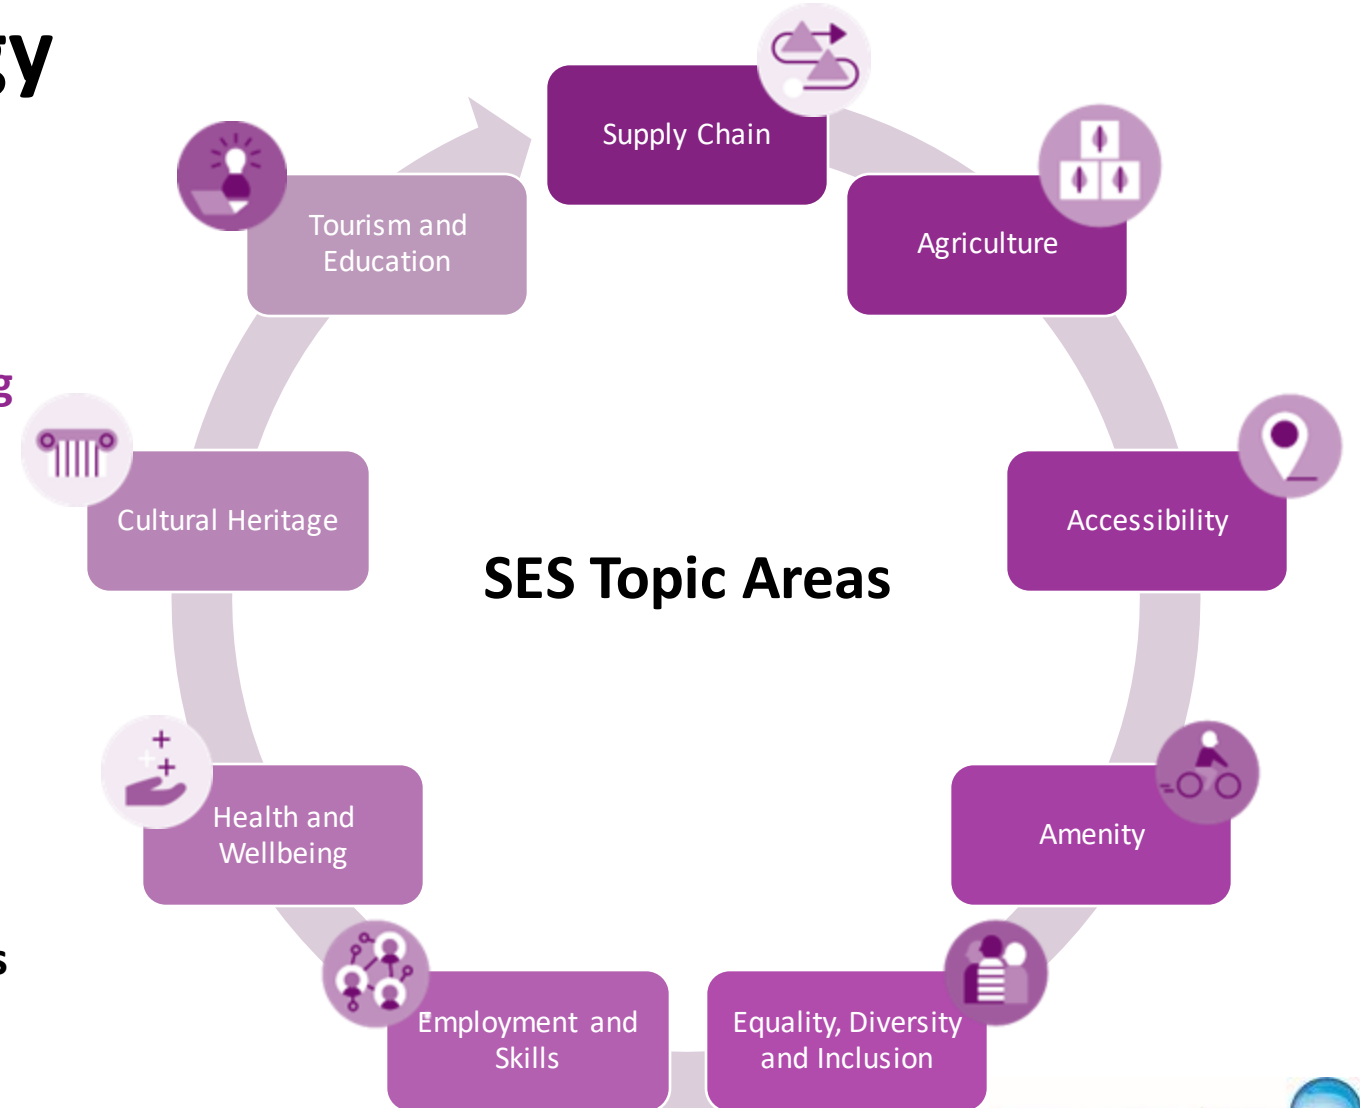 gy
Supply Chain
Agriculture
Accessibility
Amenity
Equality, Diversity
and Inclusion
Employment and
Skills
Health and
Wellbeing
Cultural Heritage
Tourism and
Education
SES Topic Areas
g
s